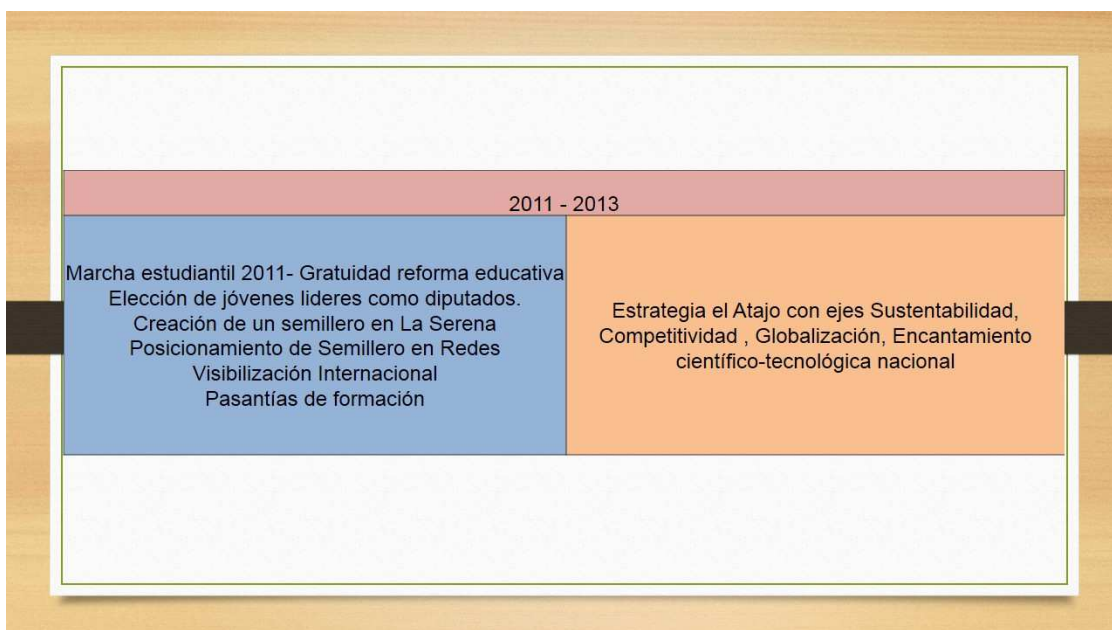 2011 - 2013
Marcha estudiantil 2011- Gratuidad reforma educativa
Elección de jóvenes lideres como diputados.
Creación de un semillero en La Serena
Posicionamiento de Semillero en Redes
Visibilización Internacional
Pasantías de formación
Estrategia el Atajo con ejes Sustentabilidad,
Competitividad , Globalización, Encantamiento
científico-tecnológica nacional